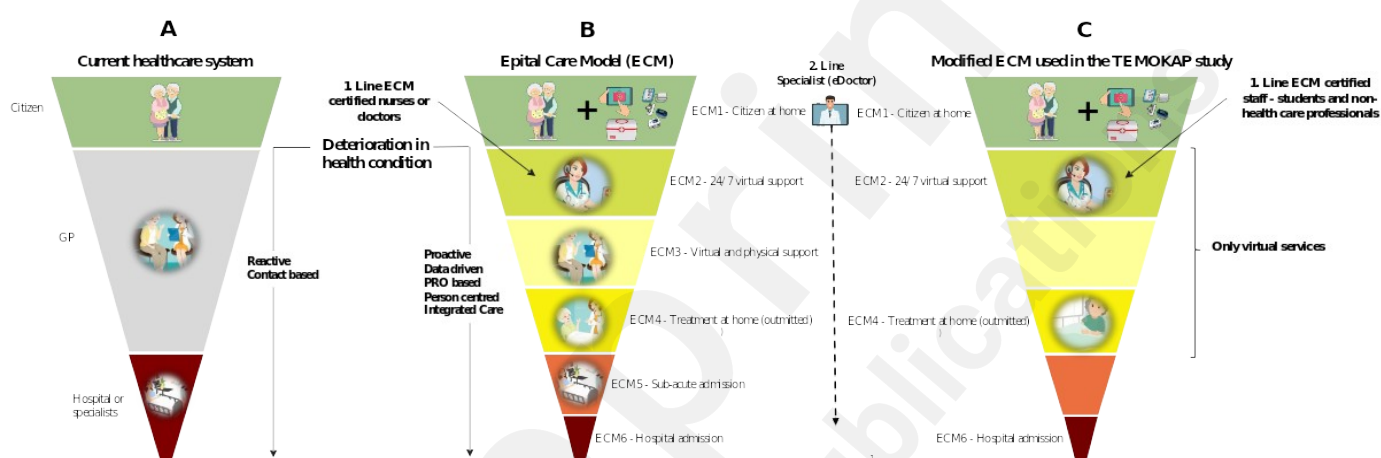 A
B
C
Current healthcare system
Epital Care Model (ECM)
2. Line
Specialist (eDoctor)
Modified ECM used in the TEMOKAP study
Citizen
1. Line ECM
certified nurses or
doctors
ECM1 - Citizen at home
ECM1 - Citizen at home
1. Line ECM certified
staff - students and non-
health care professionals
Deterioration in
health condition
ECM2 - 24/7 virtual support
ECM2 - 24/7 virtual support
GP
Reactive
Contact based
Proactive
Data driven
PRO based
Person centred
Integrated Care
ECM3 - Virtual and physical support
Only virtual services
ECM4 - Treatment at home (outmitted)
)
ECM4 - Treatment at home (outmitted)
)
Hospital or
specialists
ECM5 - Sub-acute admission
ECM6 - Hospital admission
ECM6 - Hospital admission